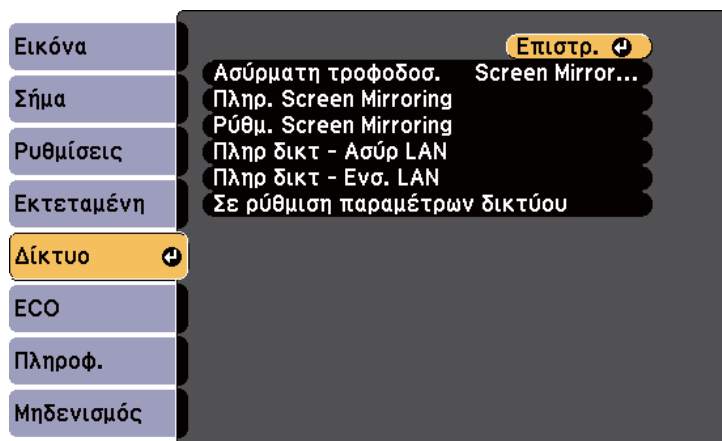 Εικόνα
Σήμα
Ρυθμίσεις
Εκτεταμένη
Δίκτυο
ECO
Πληροφ.
Μηδενισμός
Επιστρ.
Ασύρματη τροφοδοσ. Screen Mirror...
Πληρ. Screen Mirroring
Ρύθμ. Screen Mirroring
Πληρ δικτ - Ασύρ LAN
Πληρ δικτ - Ενσ. LAN
Σε ρύθμιση παραμέτρων δικτύου